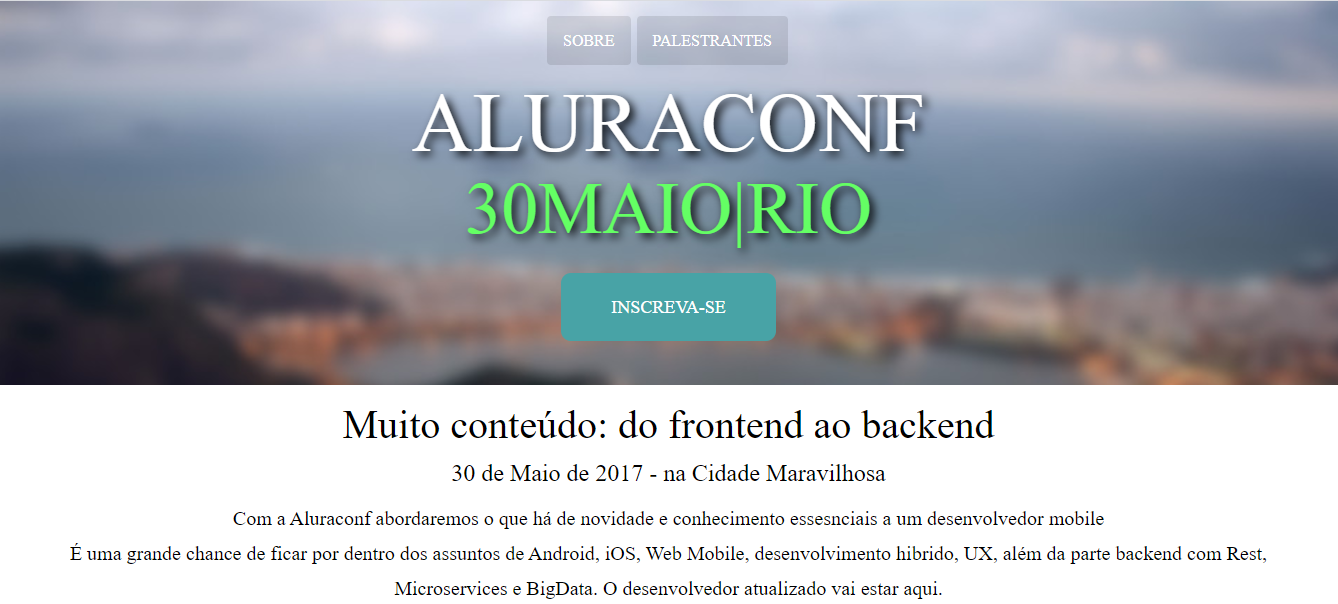 SOBRE PALESTRANTES
ALURACONF
30MAIO|RIO
INSCREVA-SE
Muito conteúdo: do frontend ao backend
30 de Maio de 2017 - na Cidade Maravilhosa
Com a Aluraconf abordaremos o que há de novidade e conhecimento essesnciais a um desenvolvedor mobile
É uma grande chance de ficar por dentro dos assuntos de Android, iOS, Web Mobile, desenvolvimento hibrido, UX, além da parte backend com Rest,
Microservices e BigData. O desenvolvedor atualizado vai estar aqui.